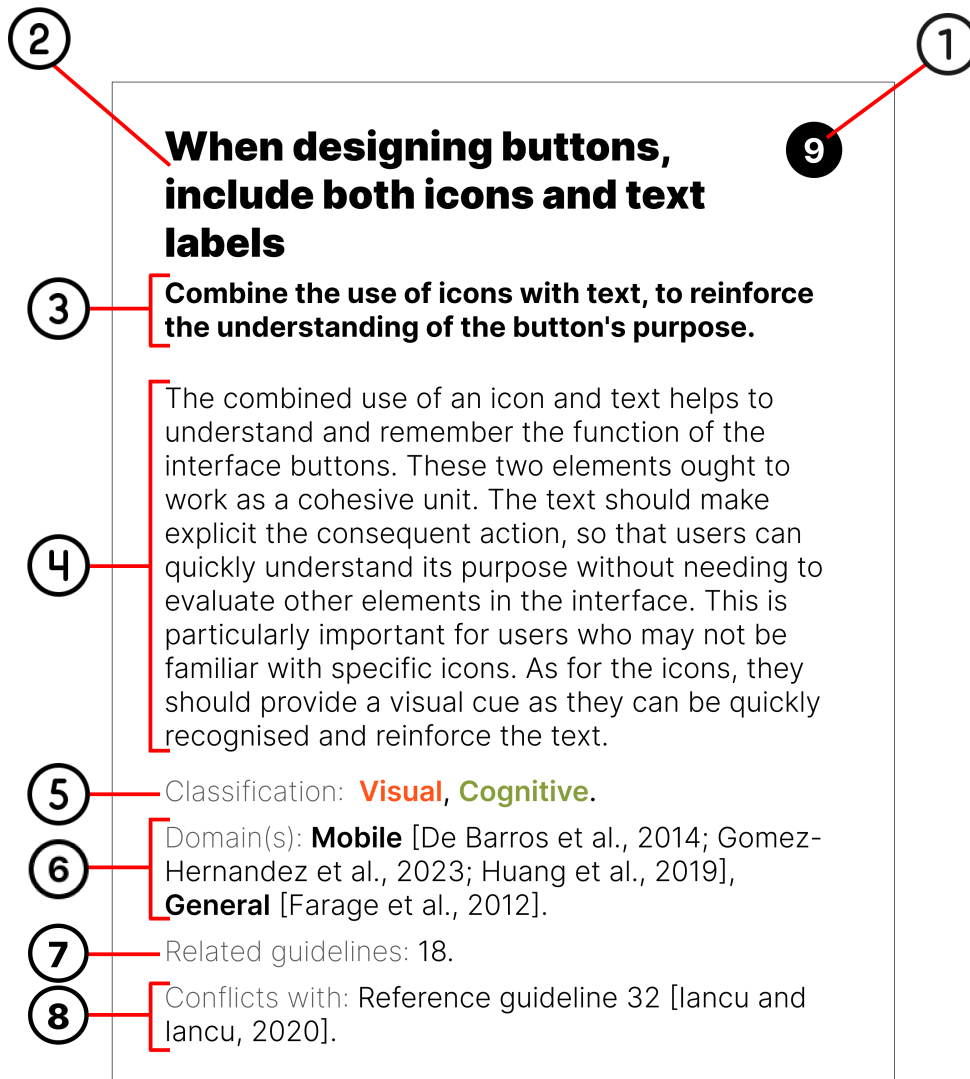 2
1
When designing buttons,
9
include both icons and text
labels
3
Combine the use of icons with text, to reinforce
the understanding of the button's purpose.
4
The combined use of an icon and text helps to
understand and remember the function of the
interface buttons. These two elements ought to
work as a cohesive unit. The text should make
explicit the consequent action, so that users can
quickly understand its purpose without needing to
evaluate other elements in the interface. This is
particularly important for users who may not be
familiar with specific icons. As for the icons, they
should provide a visual cue as they can be quickly
recognised and reinforce the text.
5
Classification: Visual, Cognitive.
6
Domain(s): Mobile [De Barros et al., 2014; Gomez-
Hernandez et al., 2023; Huang et al., 2019],
General [Farage et al., 2012].
7
Related guidelines: 18.
8
Conflicts with: Reference guideline 32 [Iancu and
Iancu, 2020].